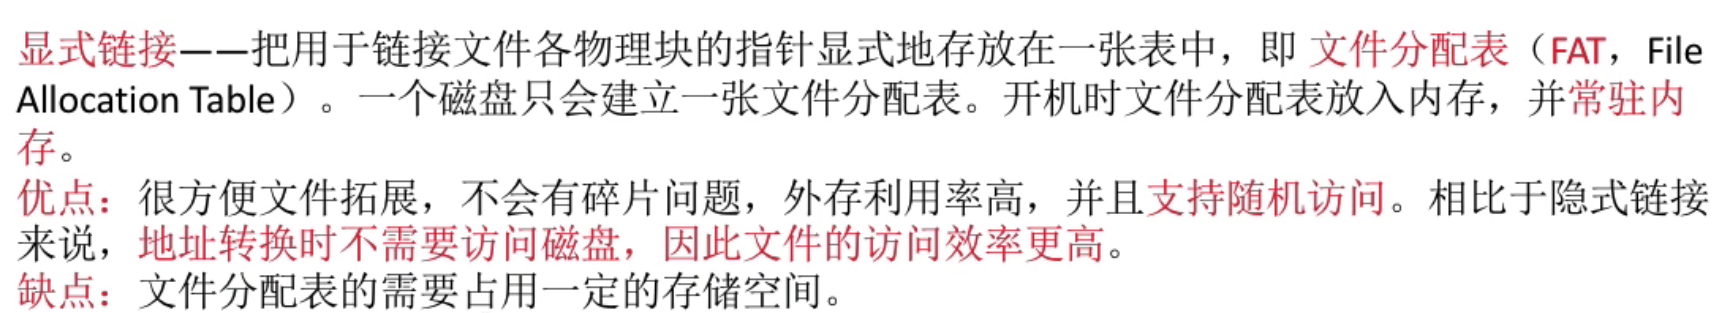 显式链接——把用于链接文件各物理块的指针显式地存放在一张表中，即 文件分配表（FAT，File
Allocation Table）。一个磁盘只会建立一张文件分配表。开机时文件分配表放入内存，并常驻内
存。
优点：很方便文件拓展，不会有碎片问题，外存利用率高，并且支持随机访问。相比于隐式链接
来说，地址转换时不需要访问磁盘，因此文件的访问效率更高。
缺点：文件分配表的需要占用一定的存储空间。